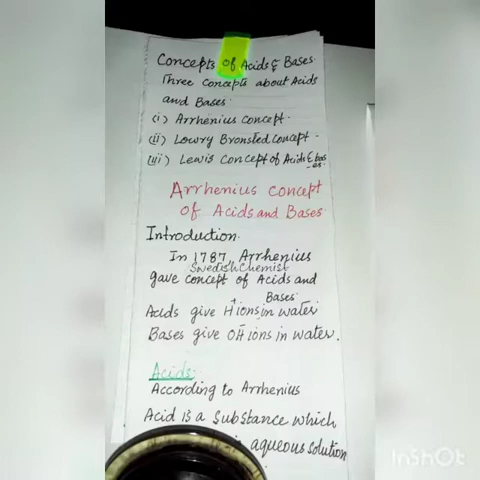 Concepts of Acids & Bases.
Three concepts about Acids
and Bases.
(i) Arrhenius concept.
(ii) Lowry Bronsted concept.
(iii) Lewis Concept of Acids & bas
es.
Arrhenius concept
of Acids and Bases
Introduction.
In 1787, Arrhenius
Swedish Chemist
gave concept of Acids and
Bases.
Acids give H⁺ ions in water
Bases give OH⁻ ions in water.
Acids:
According to Arrhenius
Acid is a substance which
aqueous solution
InShOt